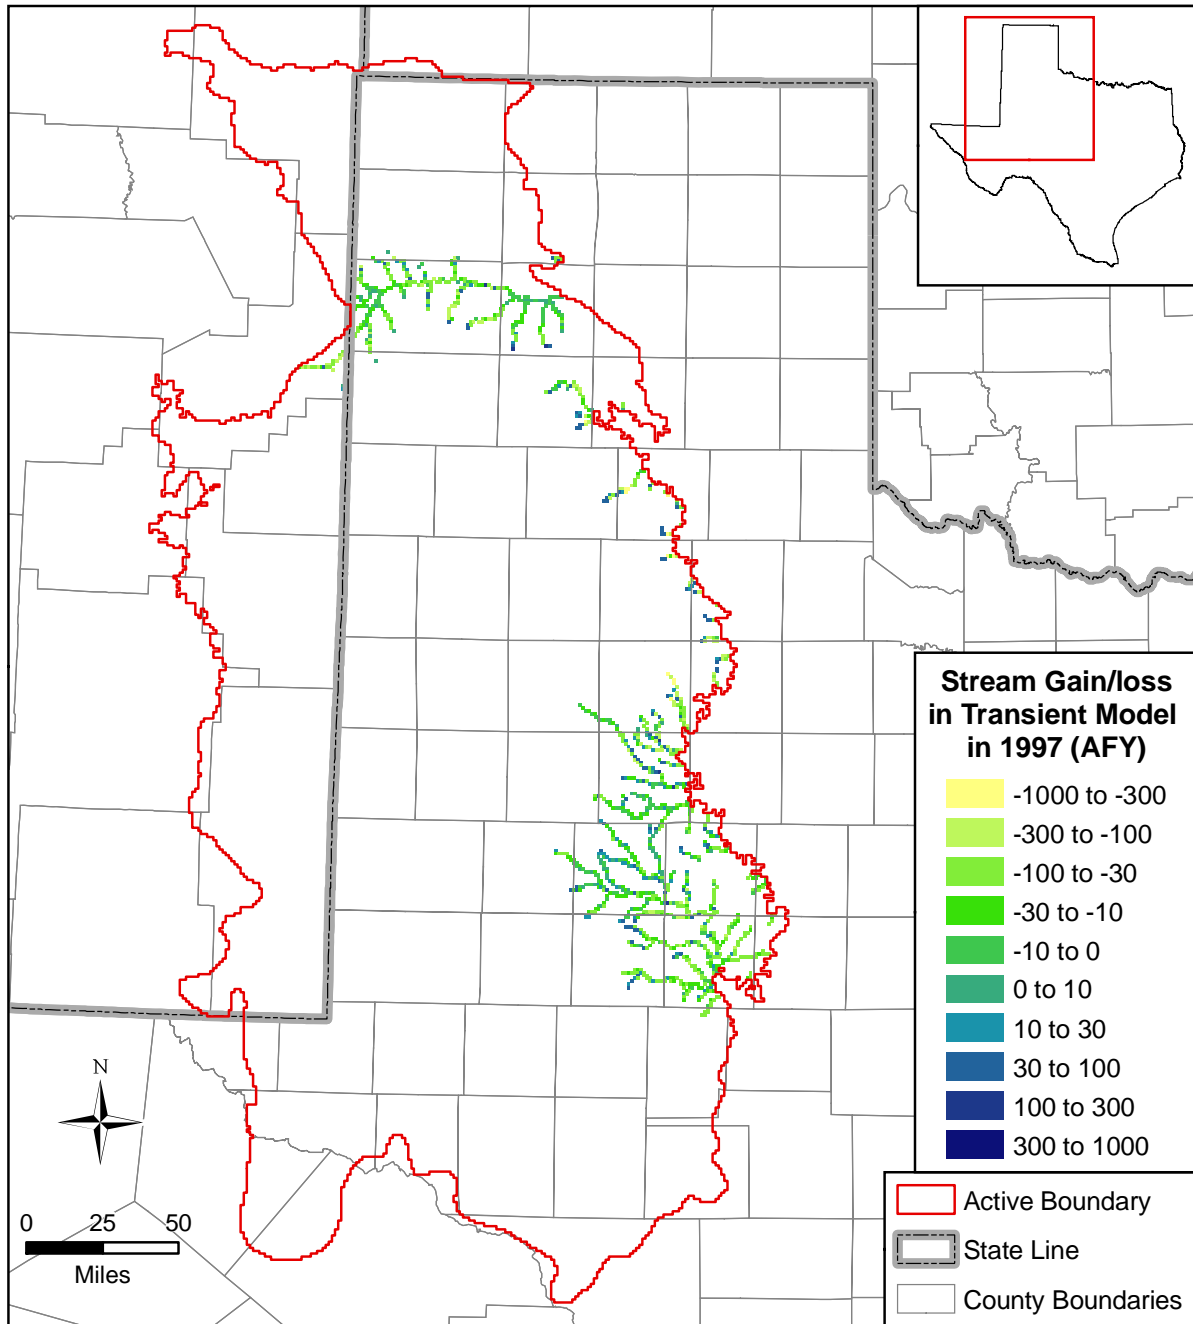 Stream Gain/loss
in Transient Model
in 1997 (AFY)
-1000 to -300
-300 to -100
-100 to -30
-30 to -10
-10 to 0
0 to 10
10 to 30
30 to 100
100 to 300
300 to 1000
N
0 25 50
Miles
Active Boundary
State Line
County Boundaries